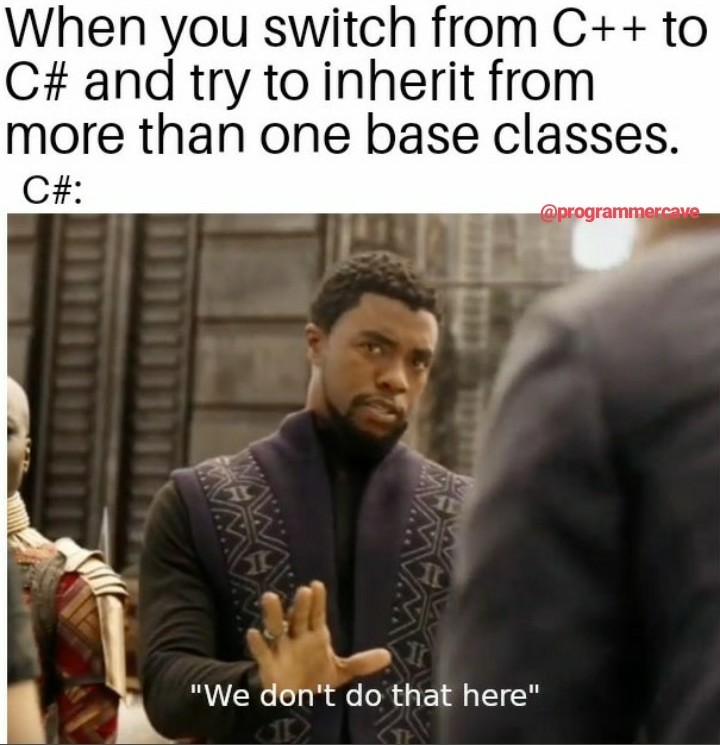 When you switch from C++ to
C# and try to inherit from
more than one base classes.
C#:
@programmercave
"We don't do that here"